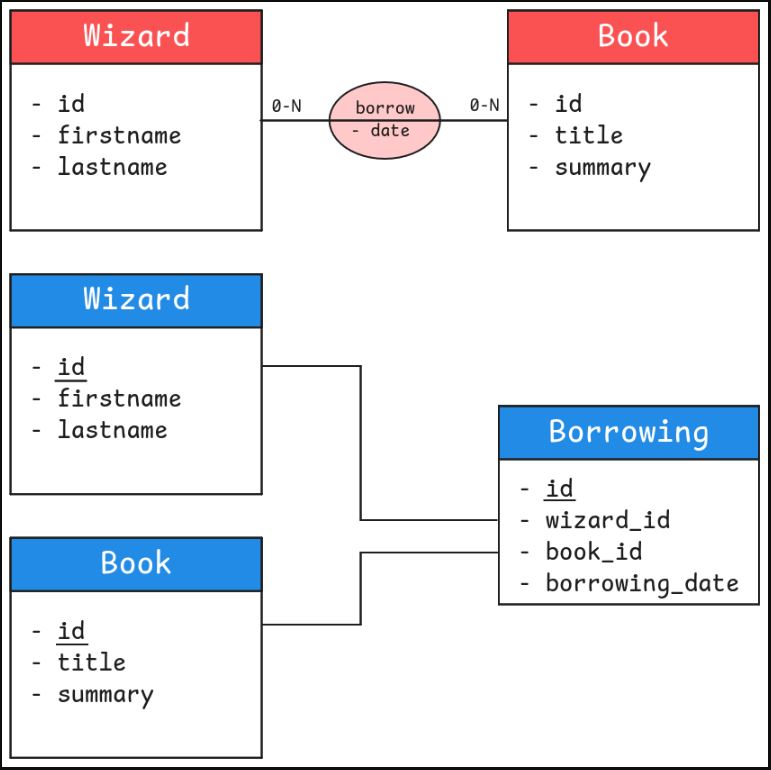 Wizard
- id
- firstname
- lastname
0-N
borrow
- date
0-N
Book
- id
- title
- summary
Wizard
- id
- firstname
- lastname
Book
- id
- title
- summary
Borrowing
- id
- wizard_id
- book_id
- borrowing_date